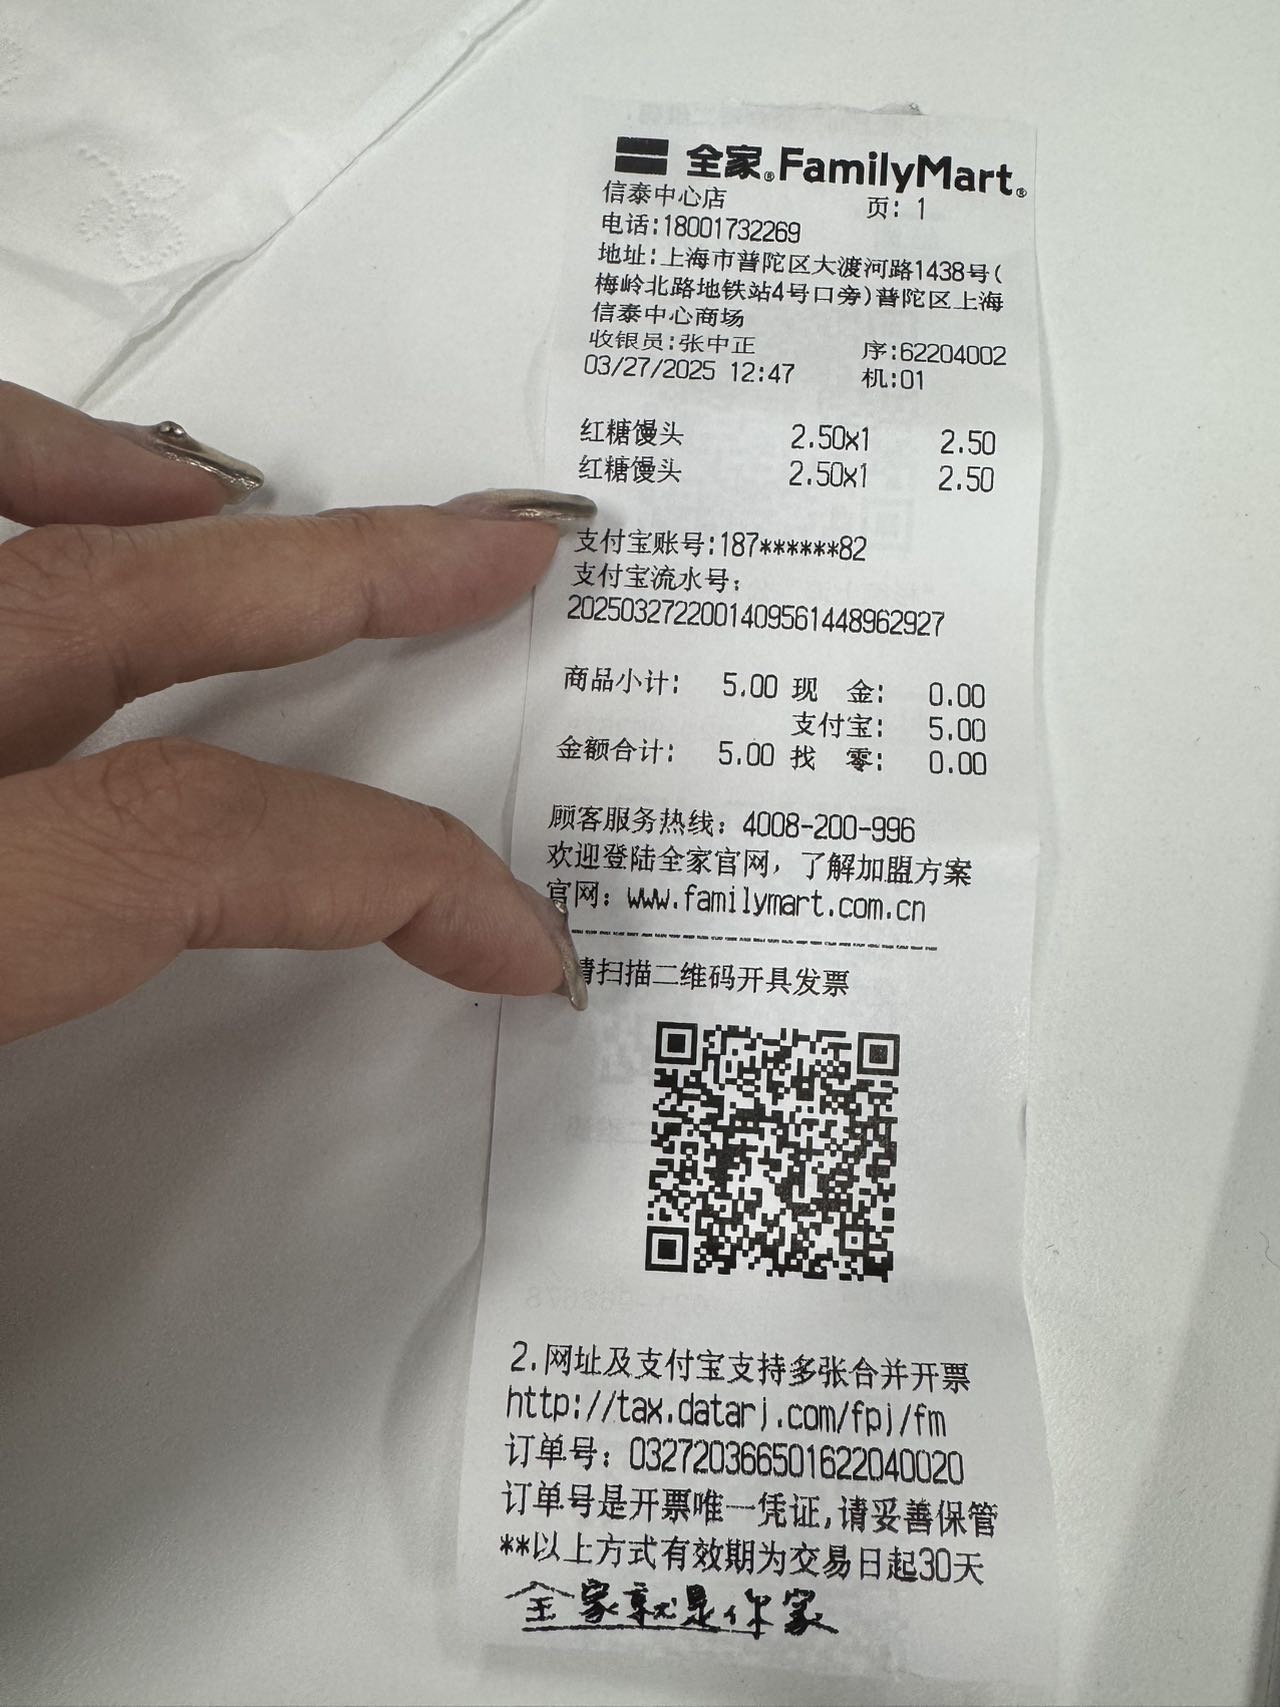 全家®FamilyMart®
信泰中心店 页: 1
电话:18001732269
地址:上海市普陀区大渡河路1438号(
梅岭北路地铁站4号口旁)普陀区上海
信泰中心商场
收银员:张中正 序:62204002
03/27/2025 12:47 机:01
红糖馒头 2.50x1 2.50
红糖馒头 2.50x1 2.50
支付宝账号:187******82
支付宝流水号:
2025032722001409561448962927
商品小计: 5.00 现 金: 0.00
支付宝: 5.00
金额合计: 5.00 找 零: 0.00
顾客服务热线: 4008-200-996
欢迎登陆全家官网, 了解加盟方案
官网: www.familymart.com.cn
请扫描二维码开具发票
2.网址及支付宝支持多张合并开票
http://tax.datarj.com/fpj/fm
订单号: 032720366501622040020
订单号是开票唯一凭证,请妥善保管
**以上方式有效期为交易日起30天
全家就是你家